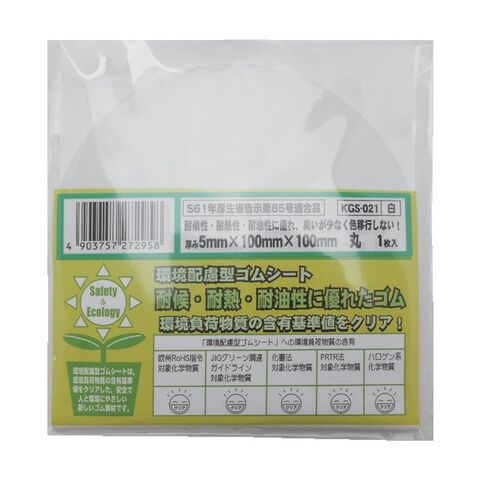 S61年厚生省告示第85号適合品
KGS-021 白
耐候性・耐熱性・耐油性に優れ、臭いが少なく色移行しない!
厚み5mm×100mm×100mm 丸 1枚入
4 903757 272958
Safety
&
Ecology
環境配慮型ゴムシート
耐候・耐熱・耐油性に優れたゴム
環境負荷物質の含有基準値をクリア!
「環境配慮型ゴムシート」への環境負荷物質の含有
欧州RoHS指令
対象化学物質
JIGグリーン調達
ガイドライン
対象化学物質
化審法
対象化学物質
PRTR法
対象化学物質
ハロゲン系
化学物質
クリア クリア クリア クリア クリア
環境配慮型ゴムシートは、
環境負荷物質の含有基準
値をクリアした、安全で
人と環境にやさしい
新しいゴム素材です。